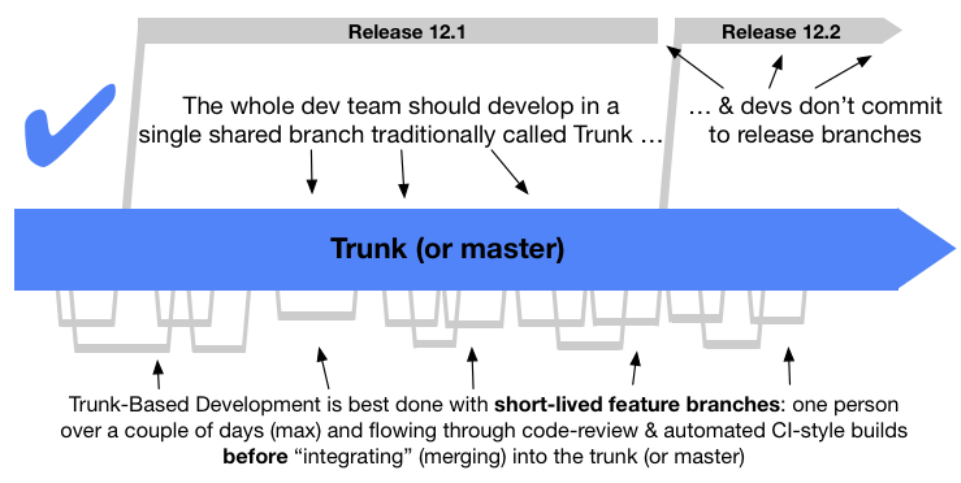 Release 12.1
Release 12.2
The whole dev team should develop in a
single shared branch traditionally called Trunk …
… & devs don’t commit
to release branches
Trunk (or master)
Trunk-Based Development is best done with short-lived feature branches: one person
over a couple of days (max) and flowing through code-review & automated CI-style builds
before “integrating” (merging) into the trunk (or master)